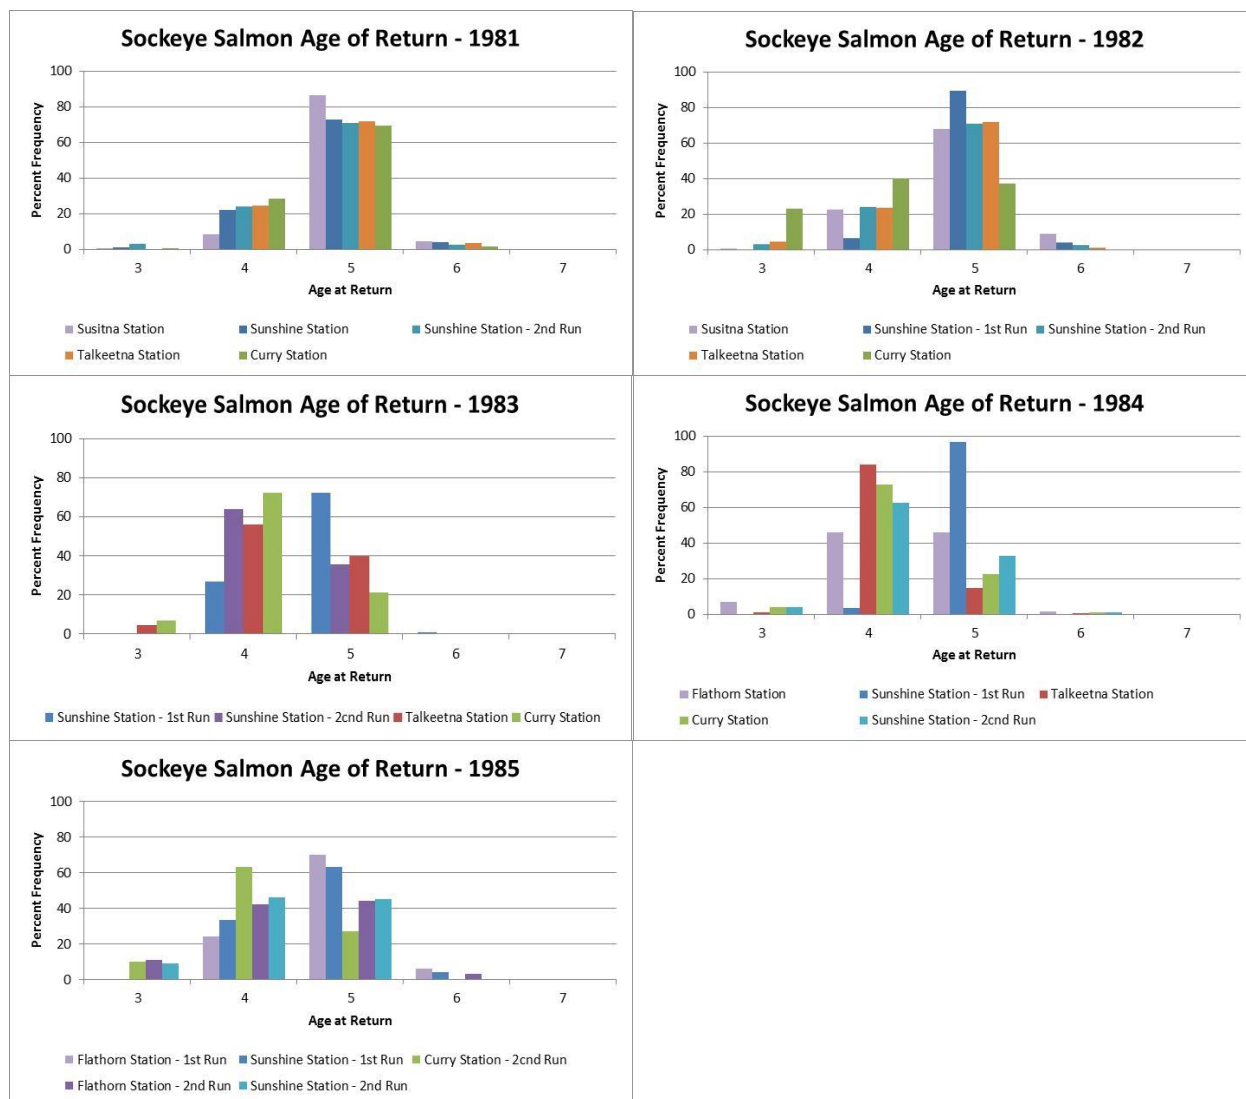 Sockeye Salmon Age of Return - 1981
100
80
60
40
20
0
Percent Frequency
3 4 5 6 7
Age at Return
Susitna Station Sunshine Station Sunshine Station - 2nd Run
Talkeetna Station Curry Station
Sockeye Salmon Age of Return - 1982
100
80
60
40
20
0
Percent Frequency
3 4 5 6 7
Age at Return
Susitna Station Sunshine Station - 1st Run Sunshine Station - 2nd Run
Talkeetna Station Curry Station
Sockeye Salmon Age of Return - 1983
100
80
60
40
20
0
Percent Frequency
3 4 5 6 7
Age at Return
Sunshine Station - 1st Run Sunshine Station - 2cnd Run Talkeetna Station Curry Station
Sockeye Salmon Age of Return - 1984
100
80
60
40
20
0
Percent Frequency
3 4 5 6 7
Age at Return
Flathorn Station Sunshine Station - 1st Run Talkeetna Station
Curry Station Sunshine Station - 2cnd Run
Sockeye Salmon Age of Return - 1985
100
80
60
40
20
0
Percent Frequency
3 4 5 6 7
Age at Return
Flathorn Station - 1st Run Sunshine Station - 1st Run Curry Station - 2cnd Run
Flathorn Station - 2nd Run Sunshine Station - 2nd Run